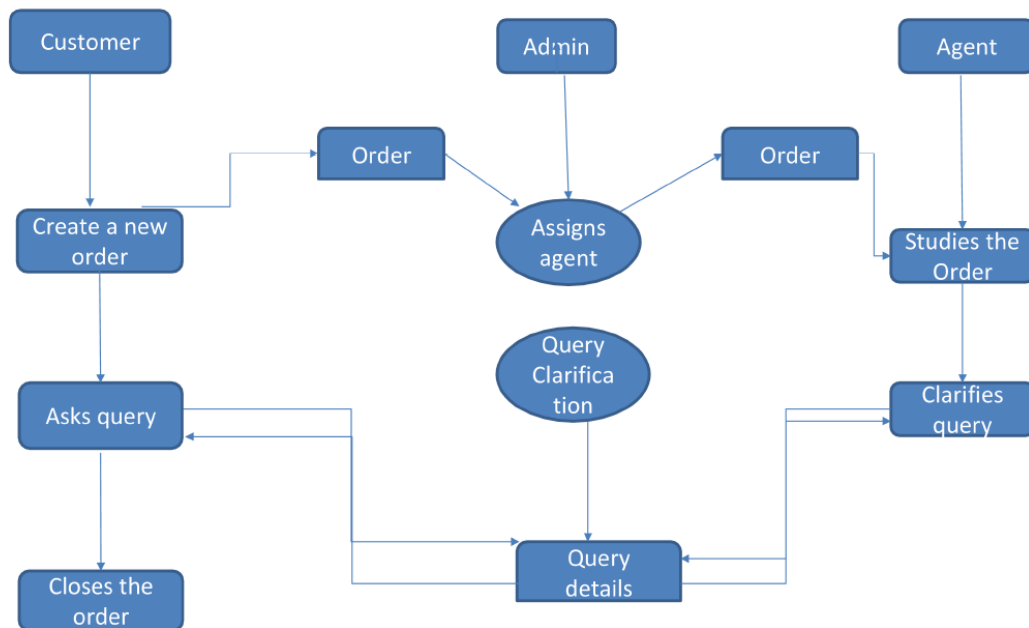 Customer
Admin
Agent
Order
Order
Create a new
order
Assigns
agent
Studies the
Order
Query
Clarifica
tion
Asks query
Clarifies
query
Query
details
Closes the
order